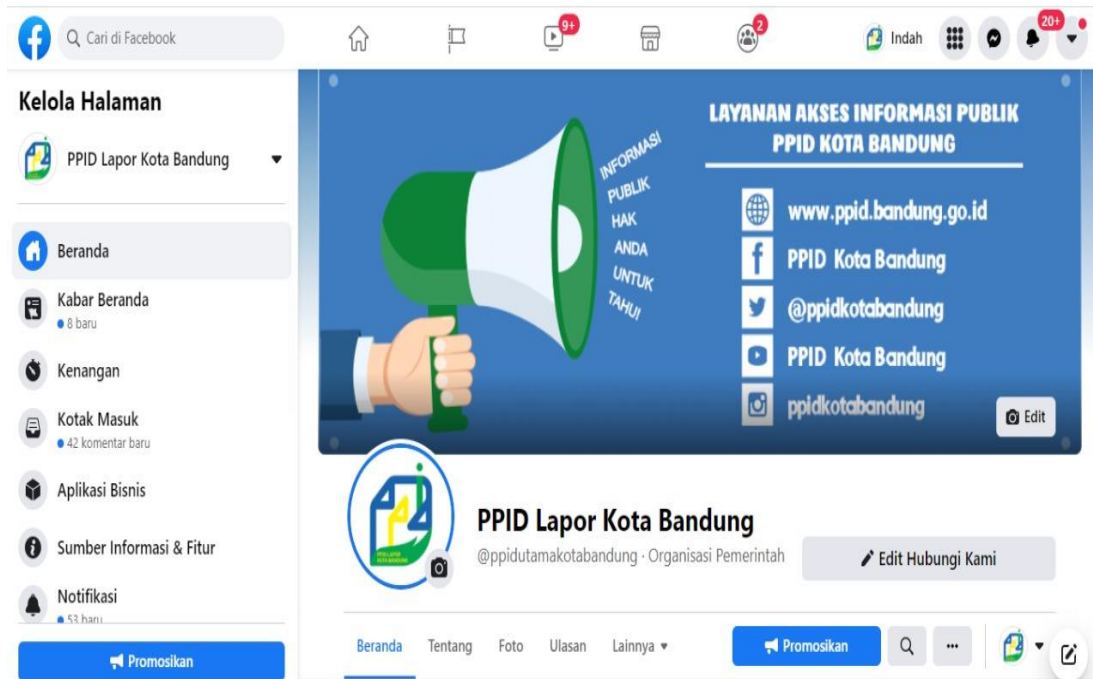 Cari di Facebook
9+
2
Indah
20+
Kelola Halaman
PPID Lapor Kota Bandung
Beranda
Kabar Beranda
8 baru
Kenangan
Kotak Masuk
42 komentar baru
Aplikasi Bisnis
Sumber Informasi & Fitur
Notifikasi
53 baru
Promosikan
INFORMASI
PUBLIK
HAK
ANDA
UNTUK
TAHU!
LAYANAN AKSES INFORMASI PUBLIK
PPID KOTA BANDUNG
www.ppid.bandung.go.id
PPID Kota Bandung
@ppidkotabandung
PPID Kota Bandung
ppidkotabandung
Edit
PPID LAPOR
KOTA BANDUNG
PPID Lapor Kota Bandung
@ppidutamakotabandung · Organisasi Pemerintah
Edit Hubungi Kami
Beranda Tentang Foto Ulasan Lainnya
Promosikan